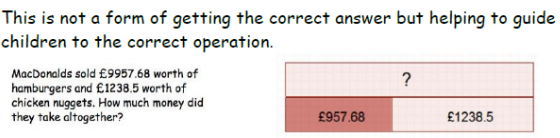 This is not a form of getting the correct answer but helping to guide
children to the correct operation.
MacDonalds sold £9957.68 worth of
hamburgers and £1238.5 worth of
chicken nuggets. How much money did
they take altogether?
?
£957.68 £1238.5